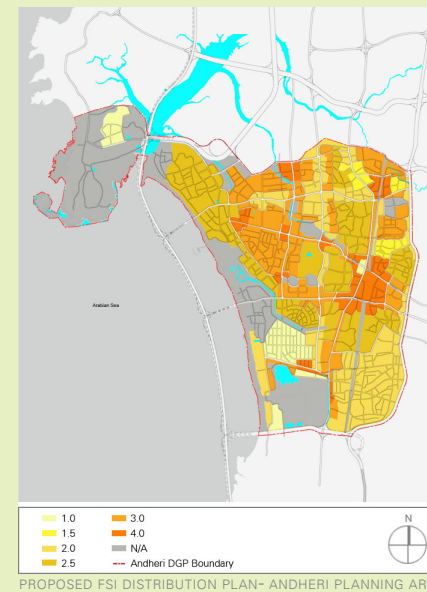 Arabian Sea
1.0
1.5
2.0
2.5
3.0
4.0
N/A
Andheri DGP Boundary
N
PROPOSED FSI DISTRIBUTION PLAN- ANDHERI PLANNING AR